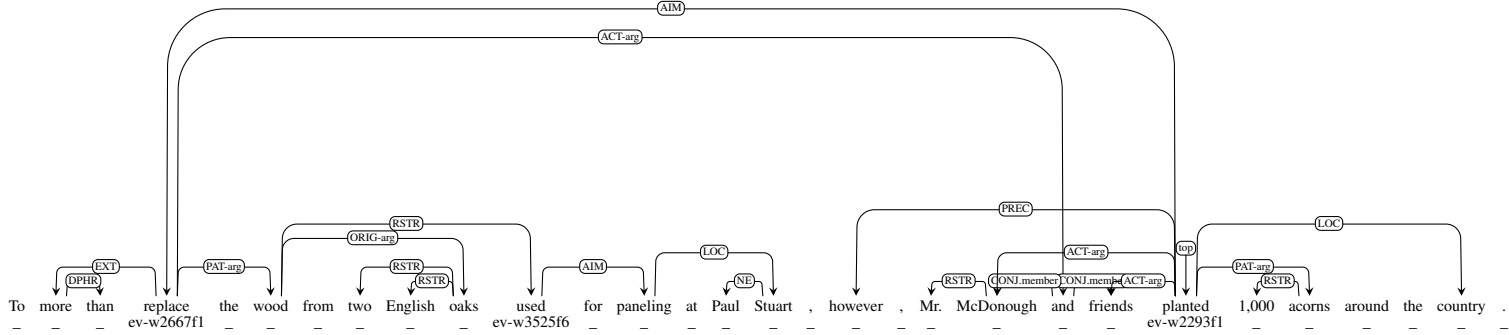 AIM
ACT-arg
PREC
RSTR LOC
ORIG-arg
top
ACT-arg
LOC
EXT PAT-arg RSTR AIM PAT-arg
DPHR RSTR NE RSTR CONJ.member ACT-arg RSTR
To more than replace the wood from two English oaks used for paneling at Paul Stuart , however , Mr. McDonough and friends planted 1,000 acorns around the country .
_ _ _ ev-w2667f1 _ _ _ _ _ _ ev-w3525f6 _ _ _ _ _ _ _ _ _ _ _ _ ev-w2293f1 _ _ _ _ _ _